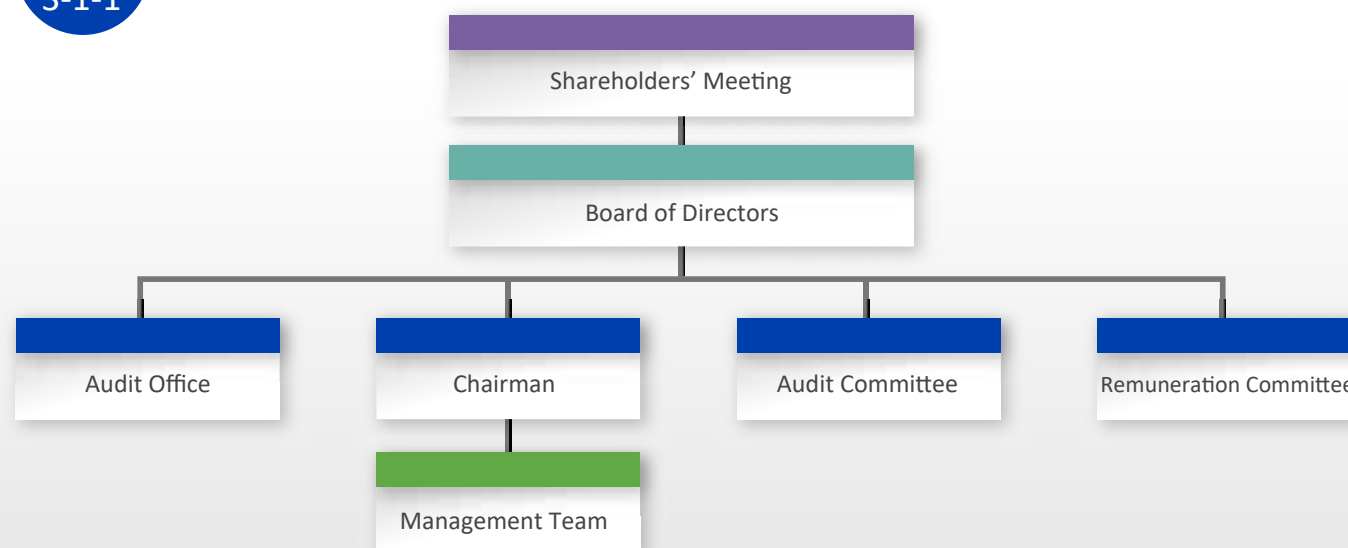 3-1-1
Shareholders’ Meeting
Board of Directors
Audit Office
Chairman
Audit Committee
Remuneration Committee
Management Team